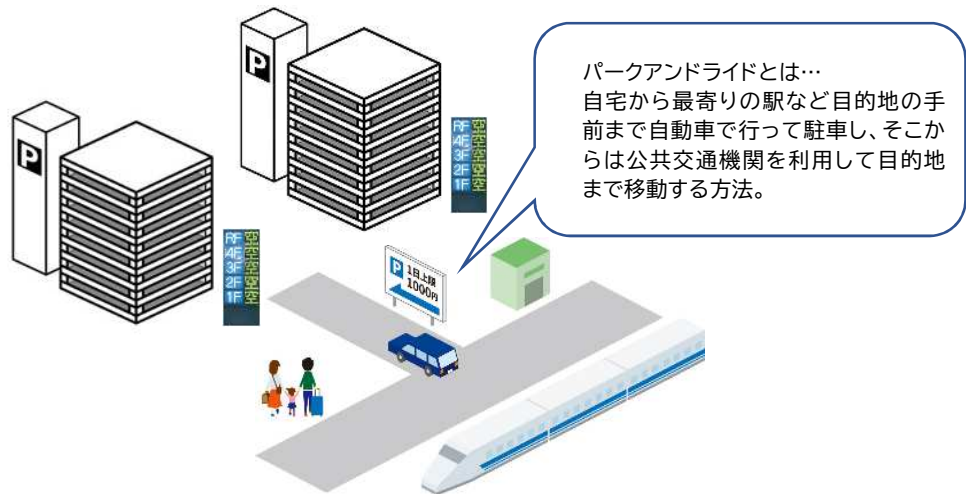 P
P
RF 空
4F 空
3F 空
2F 空
1F 空
RF 空
4F 空
3F 空
2F 空
1F 空
P 1日上限
1000円
パークアンドライドとは…
自宅から最寄りの駅など目的地の手
前まで自動車で行って駐車し、そこか
らは公共交通機関を利用して目的地
まで移動する方法。